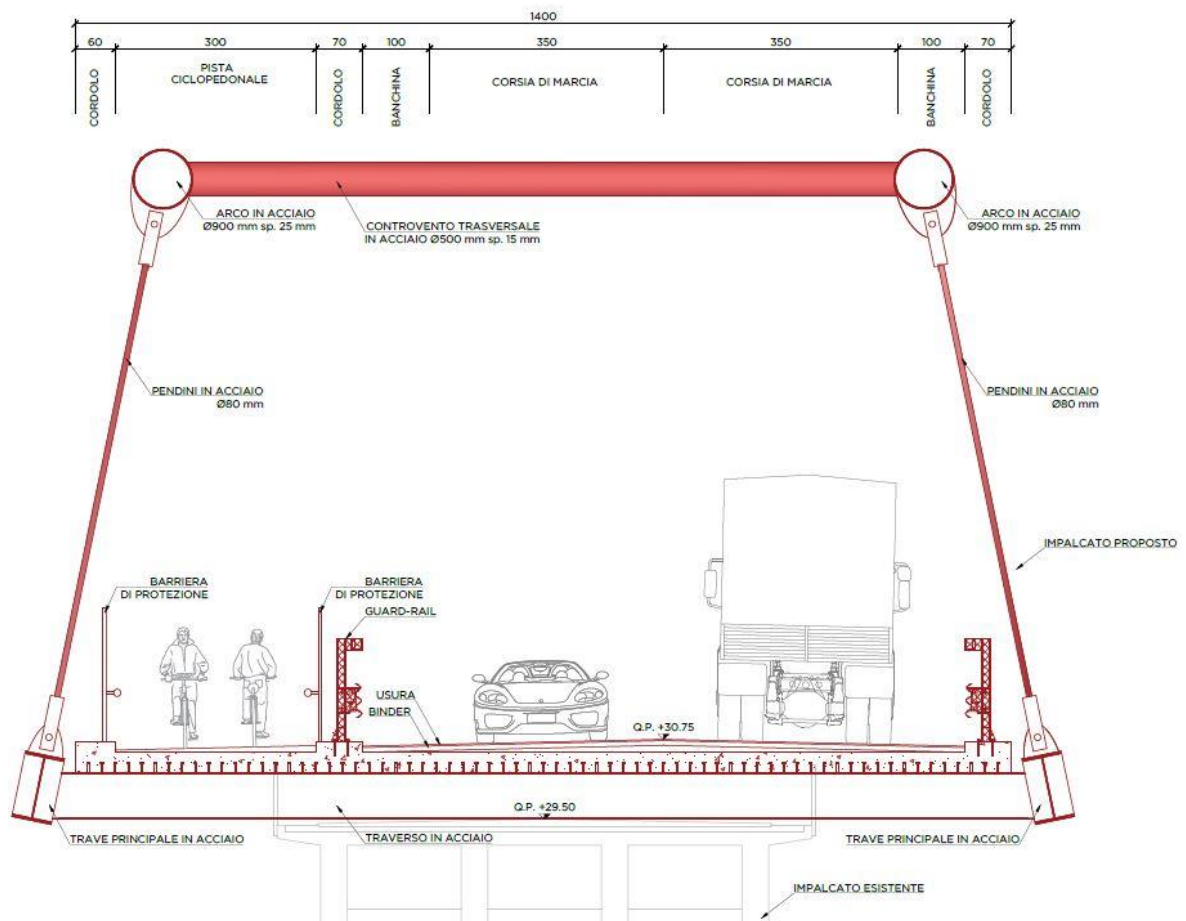 1400
60
300
70
100
350
350
100
70
CORDOLO
PISTA
CICLOPEDONALE
CORDOLO
BANCHINA
CORSIA DI MARCIA
CORSIA DI MARCIA
BANCHINA
CORDOLO
ARCO IN ACCIAIO
Ø900 mm sp. 25 mm
CONTROVENTO TRASVERSALE
IN ACCIAIO Ø500 mm sp. 15 mm
ARCO IN ACCIAIO
Ø900 mm sp. 25 mm
PENDINI IN ACCIAIO
Ø80 mm
PENDINI IN ACCIAIO
Ø80 mm
IMPALCATO PROPOSTO
BARRIERA
DI PROTEZIONE
BARRIERA
DI PROTEZIONE
GUARD-RAIL
USURA
BINDER
Q.P. +30.75
Q.P. +29.50
TRAVE PRINCIPALE IN ACCIAIO
TRAVERSO IN ACCIAIO
TRAVE PRINCIPALE IN ACCIAIO
IMPALCATO ESISTENTE